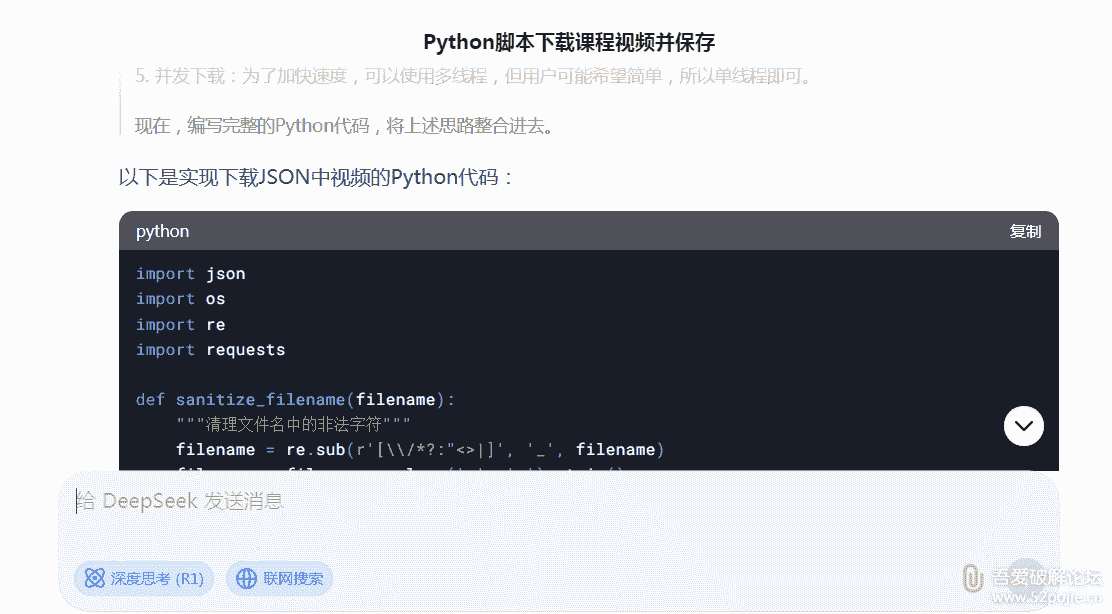 Python脚本下载课程视频并保存
5. 并发下载：为了加快速度，可以使用多线程，但用户可能希望简单，所以单线程即可。
现在，编写完整的Python代码，将上述思路整合进去。
以下是实现下载JSON中视频的Python代码：
python 复制
import json
import os
import re
import requests
def sanitize_filename(filename):
"""清理文件名中的非法字符"""
filename = re.sub(r'[\\/*?:"<>|]', '_', filename)
给 DeepSeek 发送消息
深度思考 (R1) 联网搜索
吾爱破解论坛
www.52pojie.cn